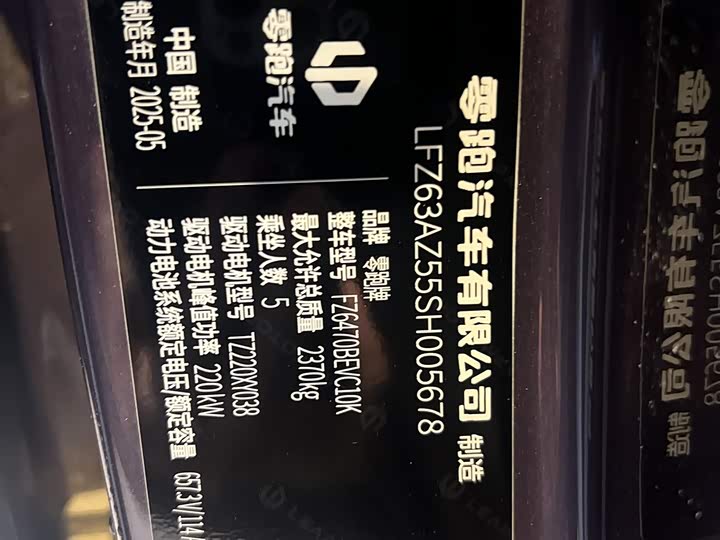 零跑汽车有限公司 制造
LFZ63AZ55SH005678
零跑汽车
中国 制造
制造年月 2025-05
品牌 零跑牌
整车型号 FZ6470BEVC10K
最大允许总质量 2370kg
乘坐人数 5
驱动电机型号 TZ220XY038
驱动电机峰值功率 220kW
动力电池系统额定电压/额定容量 657.3V/114